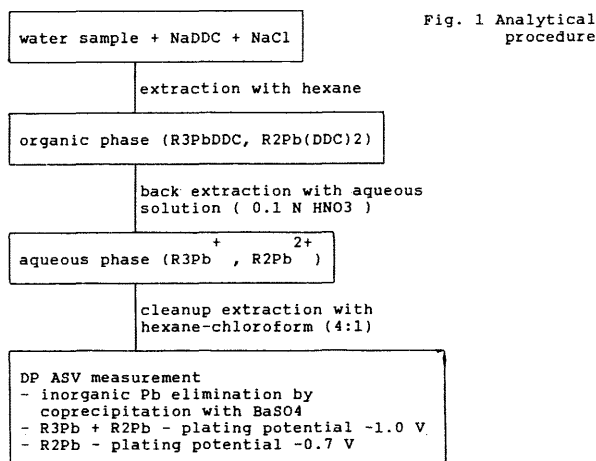 Fig. 1 Analytical
procedure
water sample + NaDDC + NaCl
extraction with hexane
organic phase (R3PbDDC, R2Pb(DDC)2)
back extraction with aqueous
solution ( 0.1 N HNO3 )
aqueous phase (R3Pb+ , R2Pb2+ )
cleanup extraction with
hexane-chloroform (4:1)
DP ASV measurement
- inorganic Pb elimination by
coprecipitation with BaSO4
- R3Pb + R2Pb - plating potential -1.0 V
- R2Pb - plating potential -0.7 V